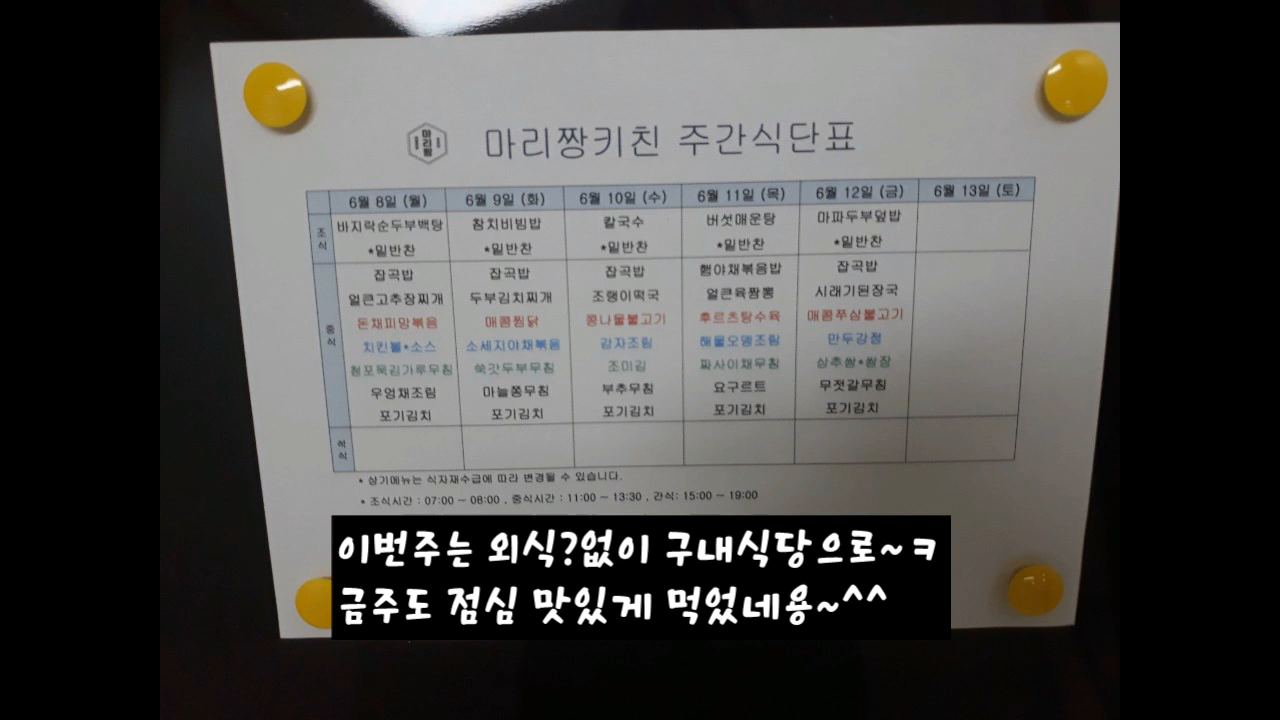 마리짱
마리짱키친 주간식단표
6월 8일 (월) 6월 9일 (화) 6월 10일 (수) 6월 11일 (목) 6월 12일 (금) 6월 13일 (토)
조식 바지락순두부백탕 참치비빔밥 칼국수 버섯매운탕 마파두부덮밥
*밑반찬 *밑반찬 *밑반찬 *밑반찬 *밑반찬
중식 잡곡밥 잡곡밥 잡곡밥 햄야채볶음밥 잡곡밥
얼큰고추장찌개 두부김치찌개 조랭이떡국 얼큰육짬뽕 시래기된장국
돈채피망볶음 매콤찜닭 콩나물불고기 후르츠탕수육 매콤쭈삼불고기
치킨볼*소스 소세지야채볶음 감자조림 해물오뎅조림 만두강정
청포묵김가루무침 쑥갓두부무침 조미김 짜사이채무침 상추쌈*쌈장
우엉채조림 마늘쫑무침 부추무침 요구르트 무젓갈무침
포기김치 포기김치 포기김치 포기김치 포기김치
석식
* 상기메뉴는 식자재수급에 따라 변경될 수 있습니다.
* 조식시간 : 07:00 ~ 08:00 , 중식시간 : 11:00 ~ 13:30 , 간식: 15:00 ~ 19:00
이번주는 외식?없이 구내식당으로~ㅋ
금주도 점심 맛있게 먹었네용~^^